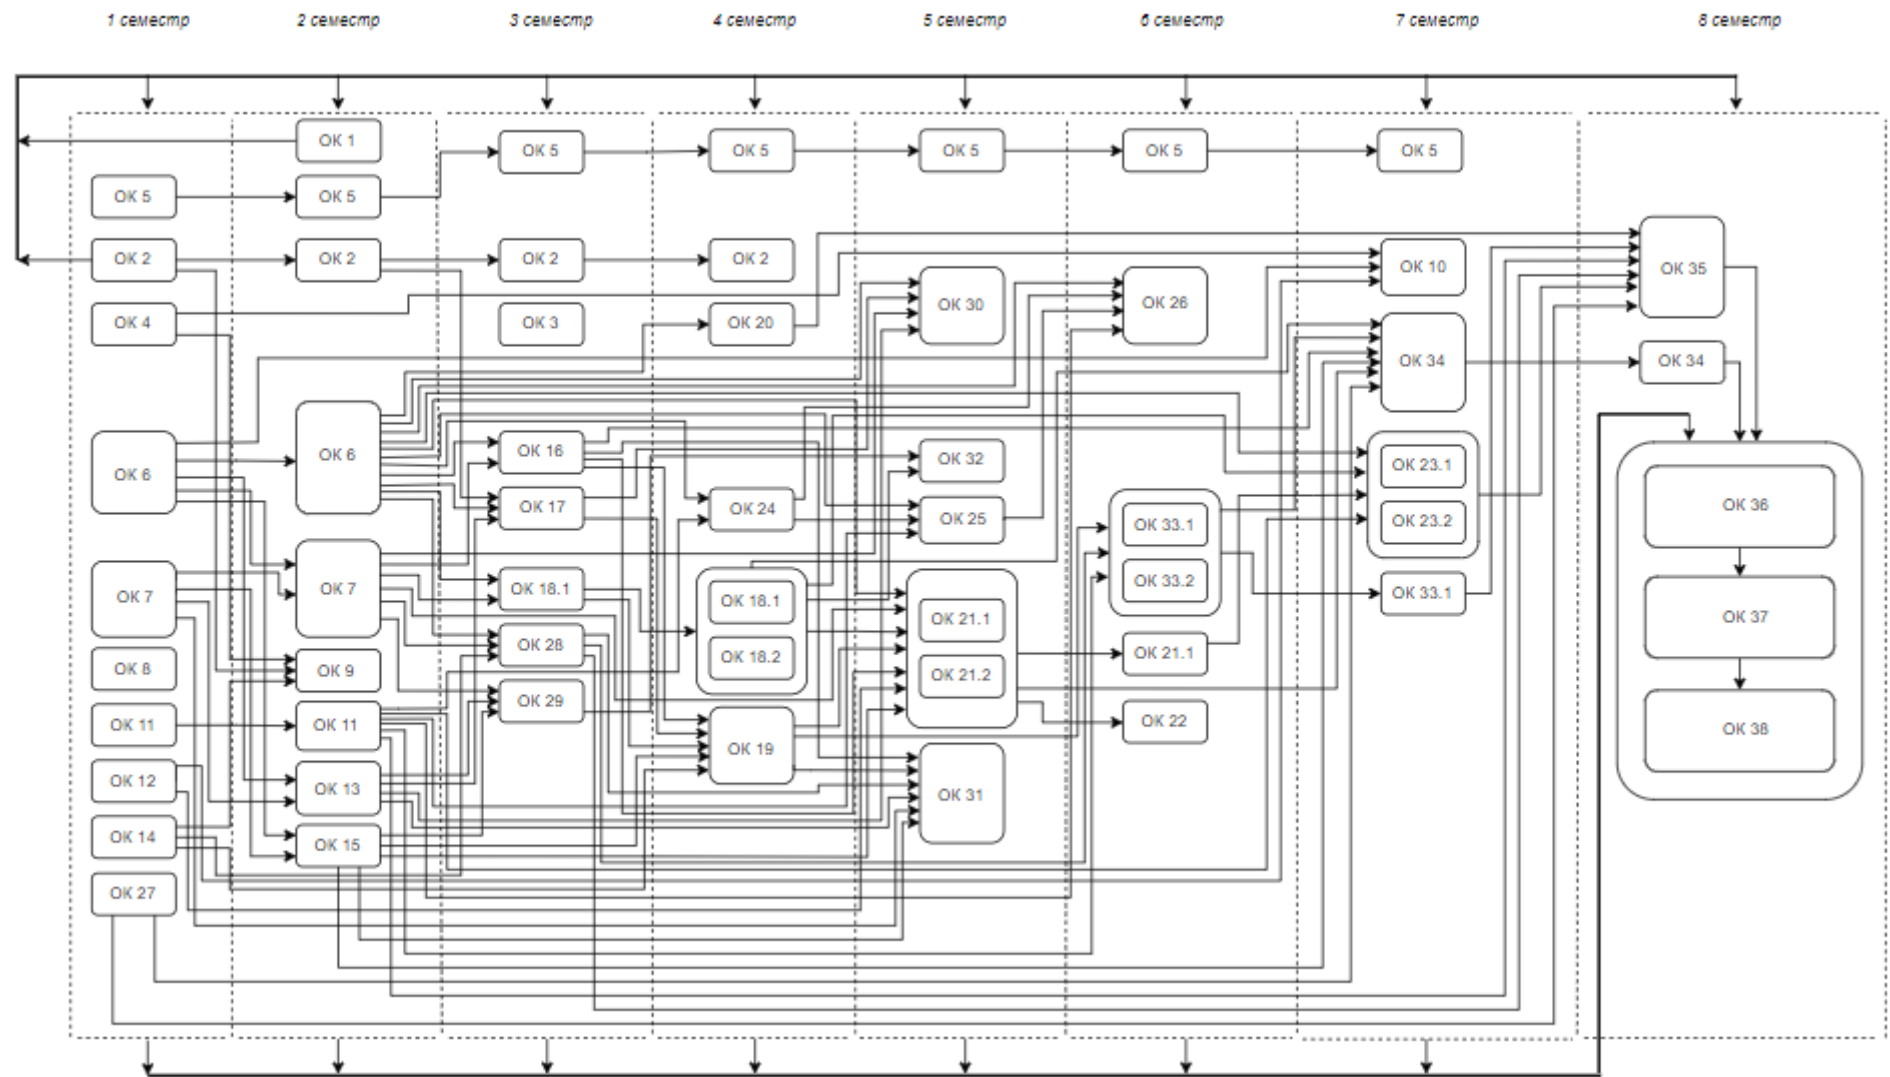 1 семестр
2 семестр
3 семестр
4 семестр
5 семестр
6 семестр
7 семестр
8 семестр
ОК 5
ОК 2
ОК 4
ОК 6
ОК 7
ОК 8
ОК 11
ОК 12
ОК 14
ОК 27
ОК 1
ОК 5
ОК 2
ОК 6
ОК 7
ОК 9
ОК 11
ОК 13
ОК 15
ОК 5
ОК 2
ОК 3
ОК 16
ОК 17
ОК 18.1
ОК 28
ОК 29
ОК 5
ОК 2
ОК 20
ОК 24
ОК 18.1
ОК 18.2
ОК 19
ОК 5
ОК 30
ОК 32
ОК 25
ОК 21.1
ОК 21.2
ОК 31
ОК 5
ОК 26
ОК 33.1
ОК 33.2
ОК 21.1
ОК 22
ОК 5
ОК 10
ОК 34
ОК 23.1
ОК 23.2
ОК 33.1
ОК 35
ОК 34
ОК 36
ОК 37
ОК 38